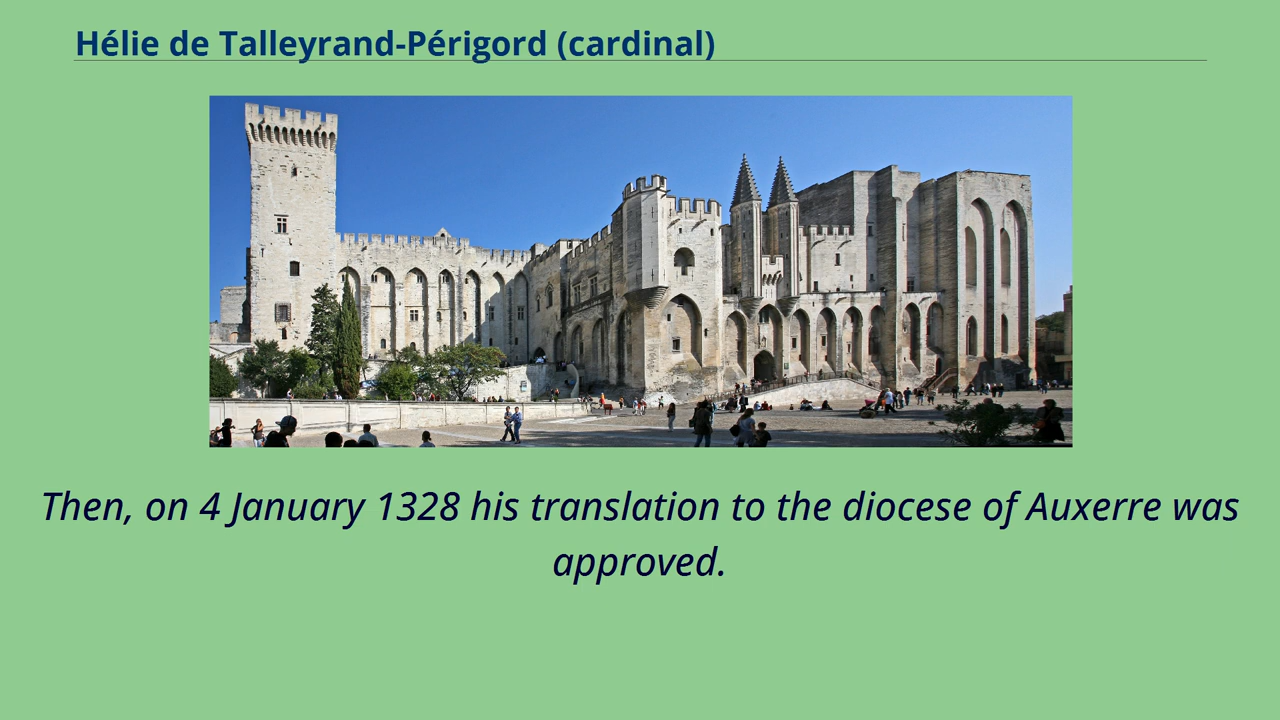 Hélie de Talleyrand-Périgord (cardinal)
Then, on 4 January 1328 his translation to the diocese of Auxerre was
approved.